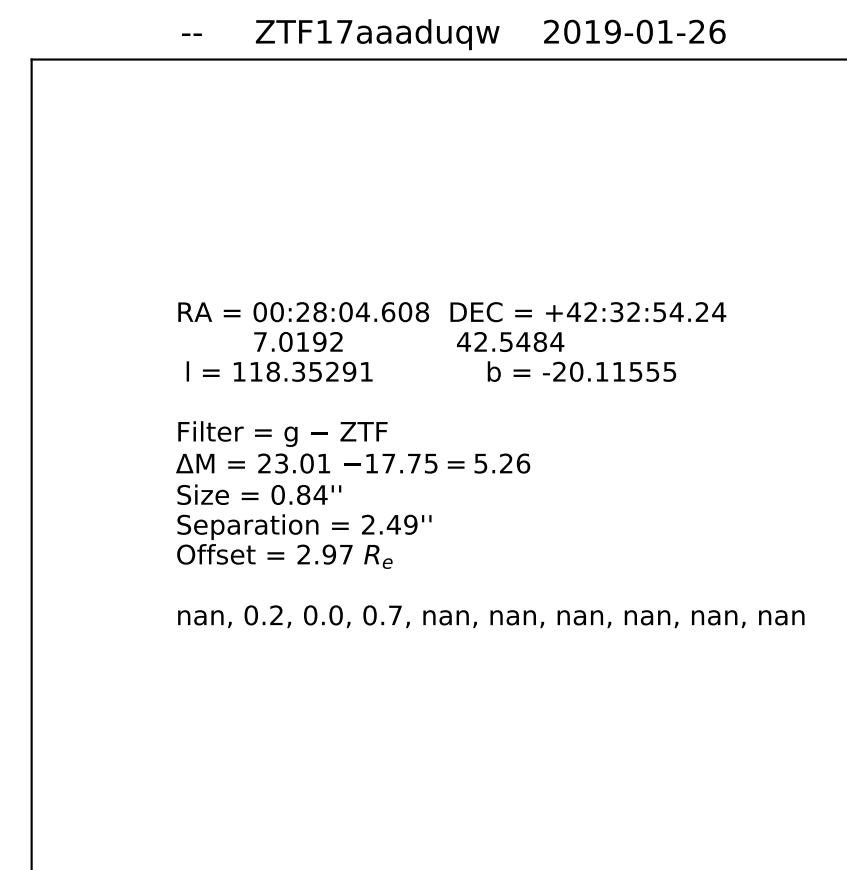 -- ZTF17aaaduqw 2019-01-26
RA = 00:28:04.608 DEC = +42:32:54.24
7.0192 42.5484
l = 118.35291 b = -20.11555
Filter = g − ZTF
ΔM = 23.01 −17.75 = 5.26
Size = 0.84''
Separation = 2.49''
Offset = 2.97 Re
nan, 0.2, 0.0, 0.7, nan, nan, nan, nan, nan, nan